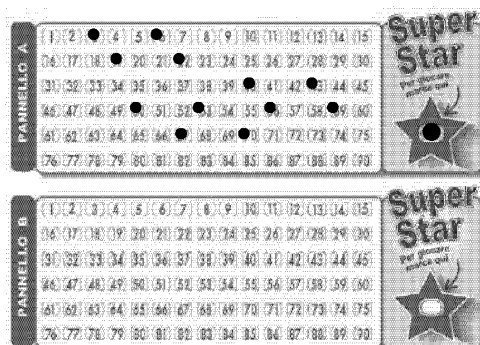 PANNELLO A
1 2 4 5 7 8 9 10 11 12 13 14 15
16 17 18 20 21 23 24 25 26 27 28 29 30
31 32 33 34 35 36 37 38 39 41 42 44 45
46 47 48 49 51 52 54 55 57 58 60
61 62 63 64 65 66 68 69 71 72 73 74 75
76 77 78 79 80 81 82 83 84 85 86 87 88 89 90
Super
Star
Per giocare
annerisci qui
PANNELLO B
1 2 3 4 5 6 7 8 9 10 11 12 13 14 15
16 17 18 19 20 21 22 23 24 25 26 27 28 29 30
31 32 33 34 35 36 37 38 39 40 41 42 43 44 45
46 47 48 49 50 51 52 53 54 55 56 57 58 59 60
61 62 63 64 65 66 67 68 69 70 71 72 73 74 75
76 77 78 79 80 81 82 83 84 85 86 87 88 89 90
Super
Star
Per giocare